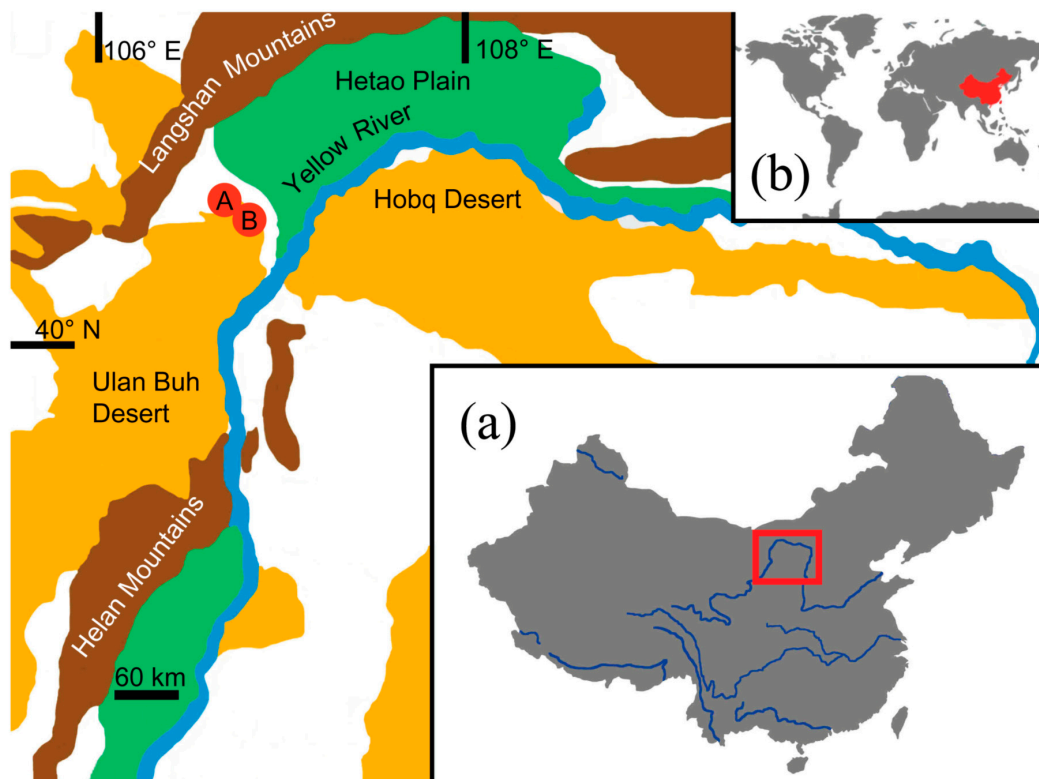 106° E
108° E
Langshan Mountains
Hetao Plain
Yellow River
A
B
Hobq Desert
40° N
Ulan Buh
Desert
Helan Mountains
60 km
(b)
(a)